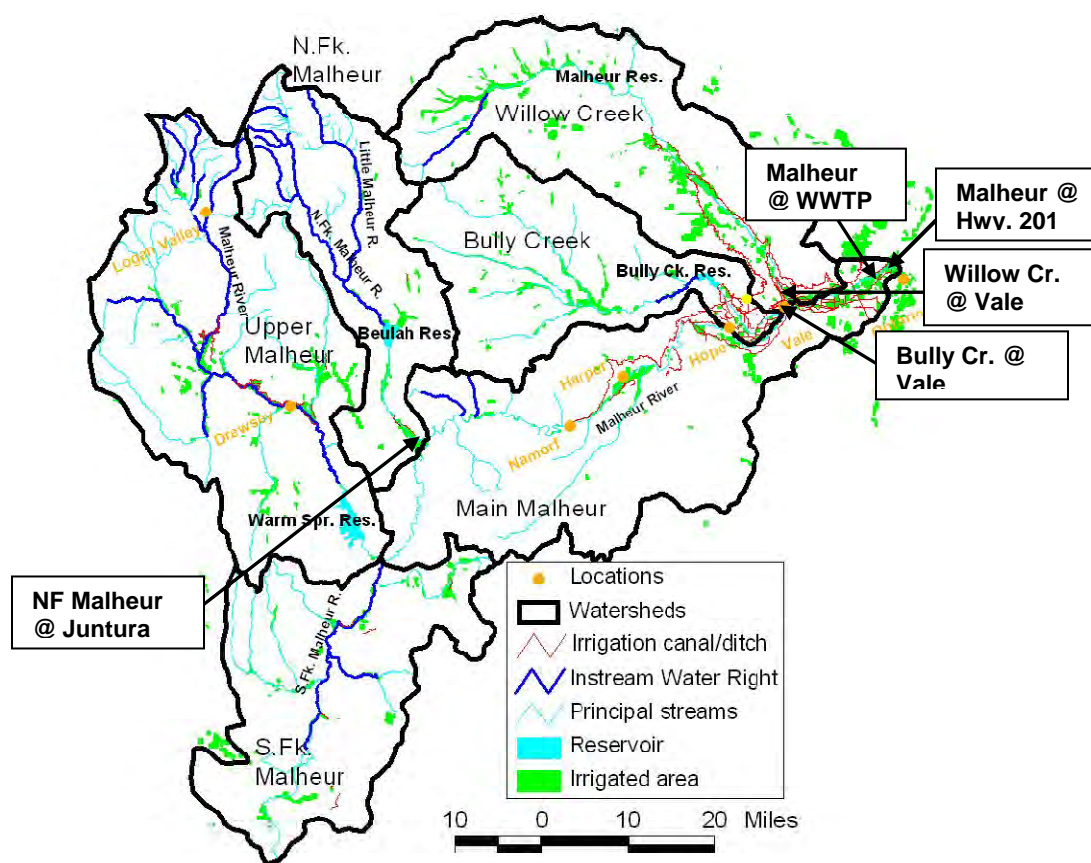 N.Fk.
Malheur
Malheur Res.
Willow Creek
Little Malheur R.
N.Fk. Malheur R.
Malheur
@ WWTP
Malheur @
Hwy. 201
Logan Valley
Malheur River
Bully Creek
Bully Ck. Res.
Willow Cr.
@ Vale
Upper
Malheur
Beulah Res.
Hope
Vale
Bully Cr. @
Vale
Harper
Malheur River
Drewsey
Namorf
Warm Spr. Res.
Main Malheur
NF Malheur
@ Juntura
S.Fk. Malheur R.
S.Fk.
Malheur
Locations
Watersheds
Irrigation canal/ditch
Instream Water Right
Principal streams
Reservoir
Irrigated area
10 0 10 20 Miles